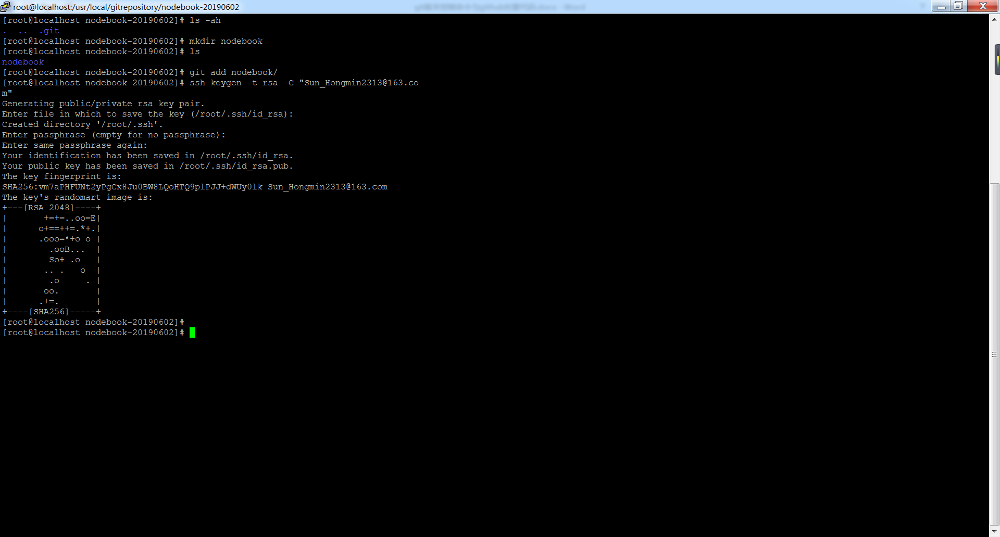 root@localhost:/usr/local/gitrepository/nodebook-20190602
[root@localhost nodebook-20190602]# ls -ah
.  ..  .git
[root@localhost nodebook-20190602]# mkdir nodebook
[root@localhost nodebook-20190602]# ls
nodebook
[root@localhost nodebook-20190602]# git add nodebook/
[root@localhost nodebook-20190602]# ssh-keygen -t rsa -C "Sun_Hongmin2313@163.co
m"
Generating public/private rsa key pair.
Enter file in which to save the key (/root/.ssh/id_rsa):
Created directory '/root/.ssh'.
Enter passphrase (empty for no passphrase):
Enter same passphrase again:
Your identification has been saved in /root/.ssh/id_rsa.
Your public key has been saved in /root/.ssh/id_rsa.pub.
The key fingerprint is:
SHA256:vm7aPHFUNt2yPgCx8Ju0BW8LQoHTQ9plPJJ+dWUy0lk Sun_Hongmin2313@163.com
The key's randomart image is:
+---[RSA 2048]----+
|       +=+=..oo=E|
|      o+==++=.*+.|
|      .ooo=*+o o |
|        .ooB...  |
|        So+ .o   |
|       .. .   o  |
|        .o     . |
|       oo.       |
|      .+=.       |
+----[SHA256]-----+
[root@localhost nodebook-20190602]#
[root@localhost nodebook-20190602]#